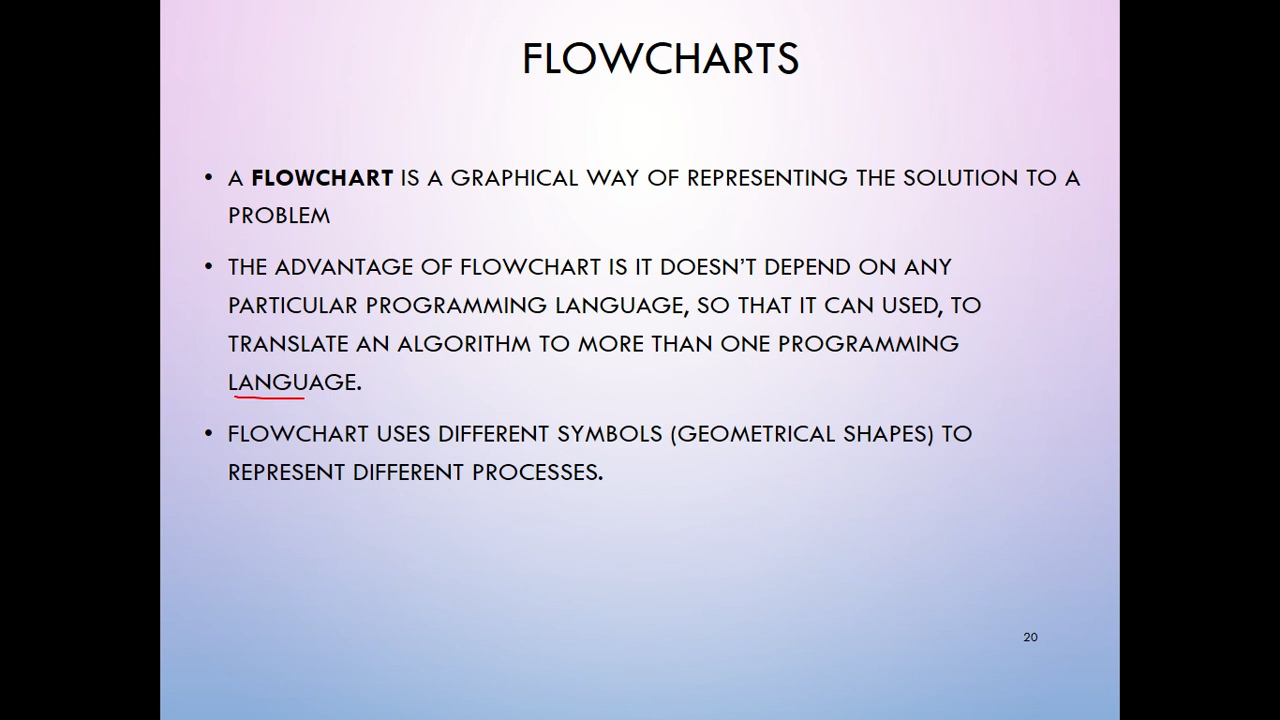 FLOWCHARTS
• A FLOWCHART IS A GRAPHICAL WAY OF REPRESENTING THE SOLUTION TO A
PROBLEM
• THE ADVANTAGE OF FLOWCHART IS IT DOESN'T DEPEND ON ANY
PARTICULAR PROGRAMMING LANGUAGE, SO THAT IT CAN USED, TO
TRANSLATE AN ALGORITHM TO MORE THAN ONE PROGRAMMING
LANGUAGE.
• FLOWCHART USES DIFFERENT SYMBOLS (GEOMETRICAL SHAPES) TO
REPRESENT DIFFERENT PROCESSES.
20